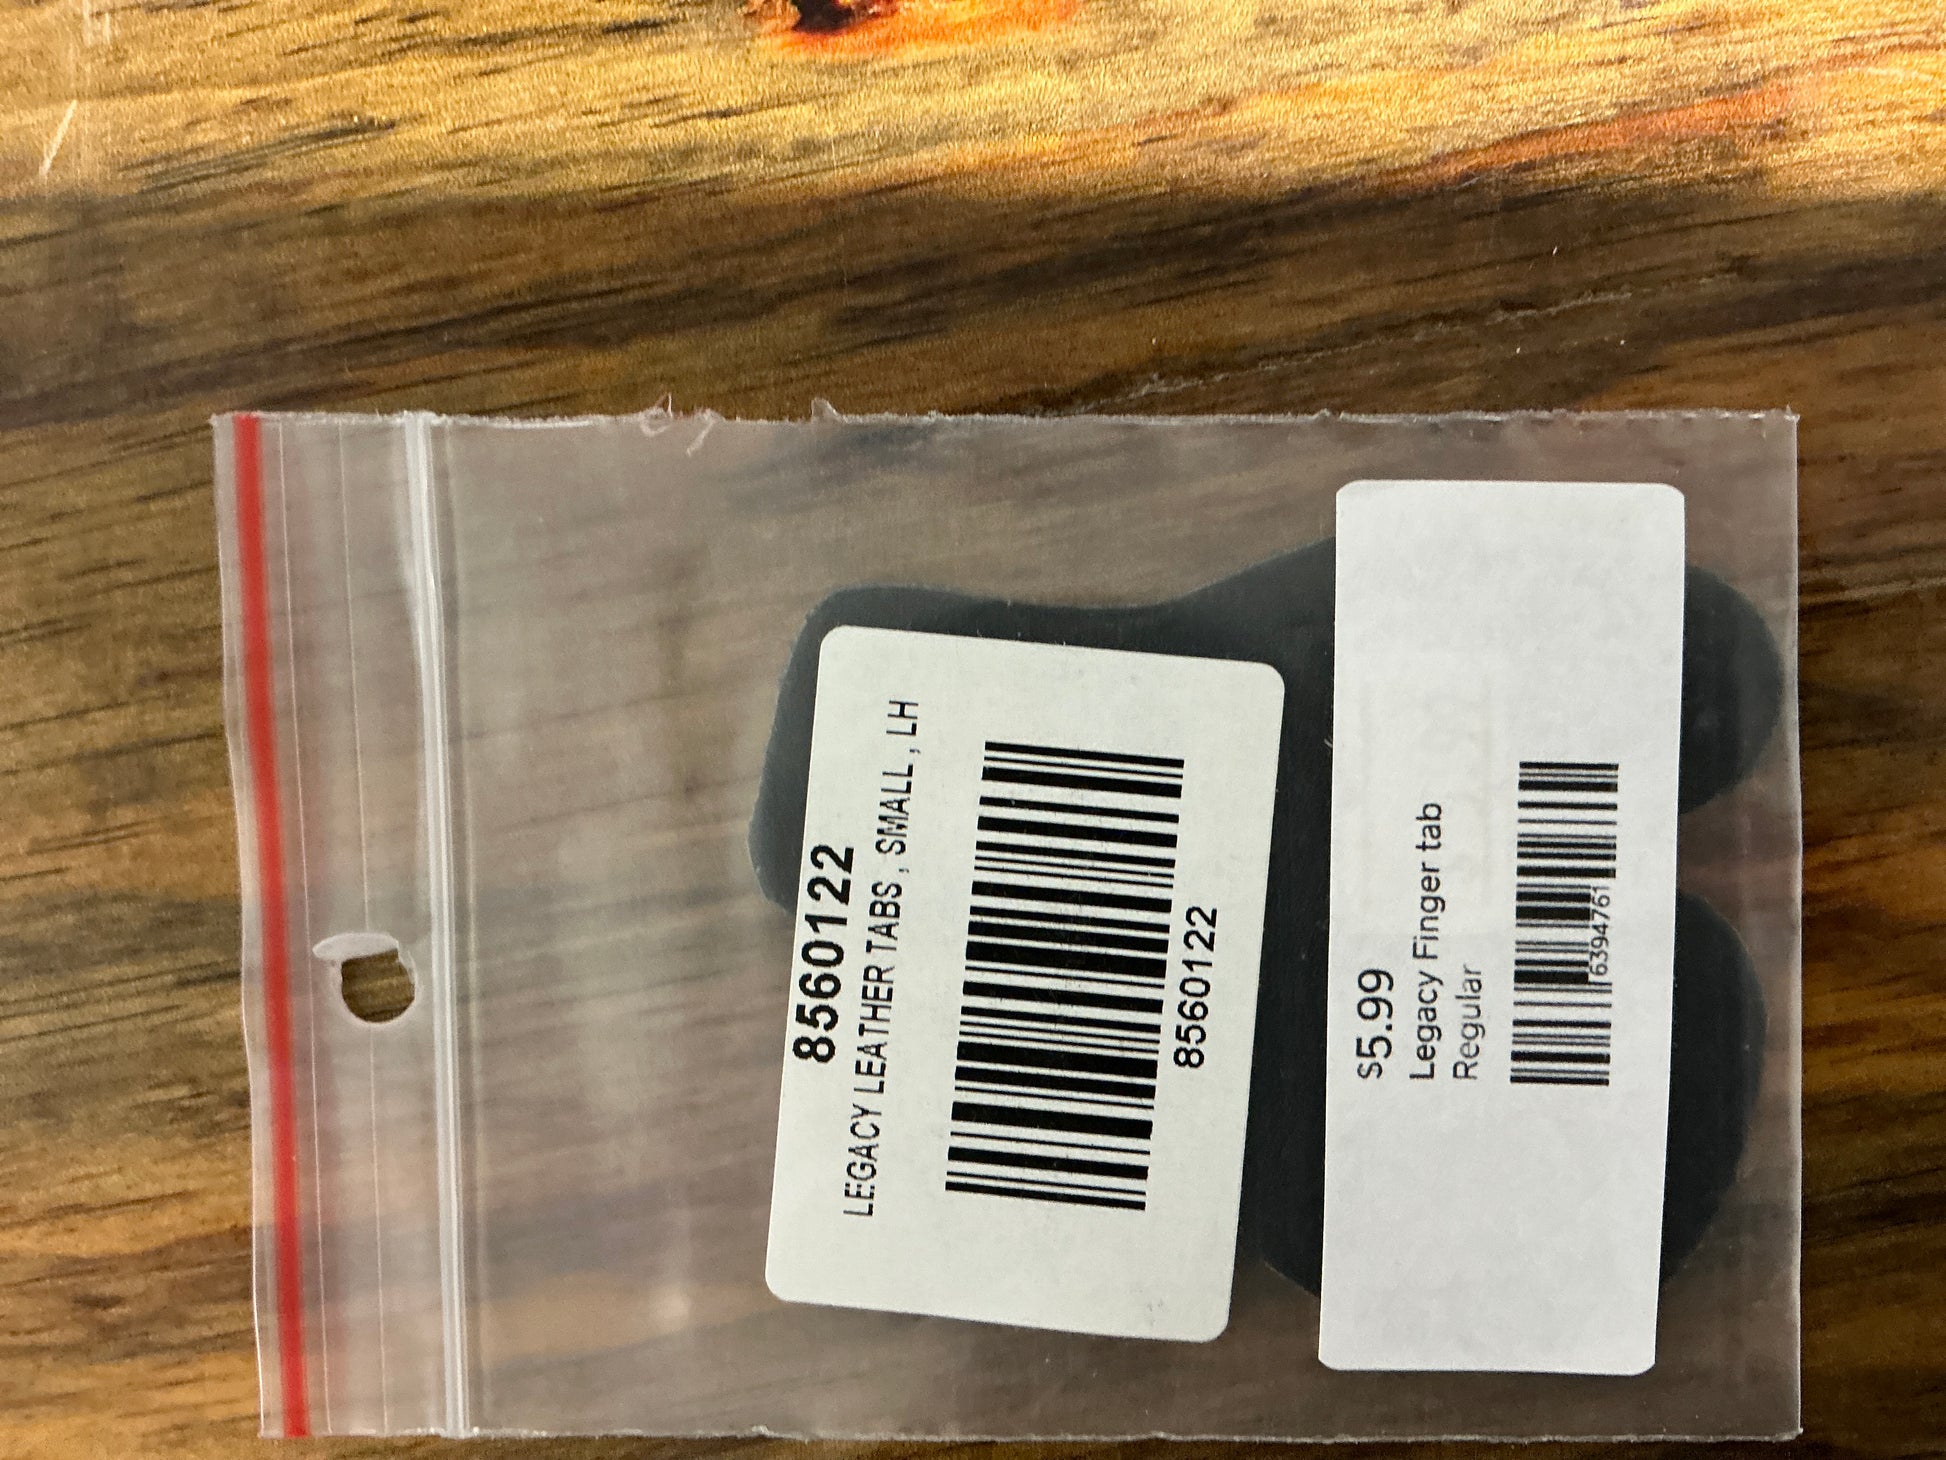 8560122
LEGACY LEATHER TABS , SMALL , LH
8560122
$5.99
Legacy Finger tab
Regular
6394761